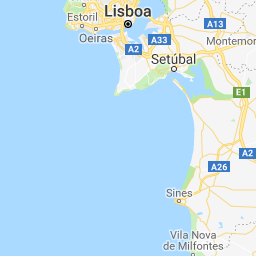 Lisboa
Estoril
Oeiras
A13
Montemor
A2
A33
Setúbal
E1
A2
A26
Sines
Vila Nova
de Milfontes